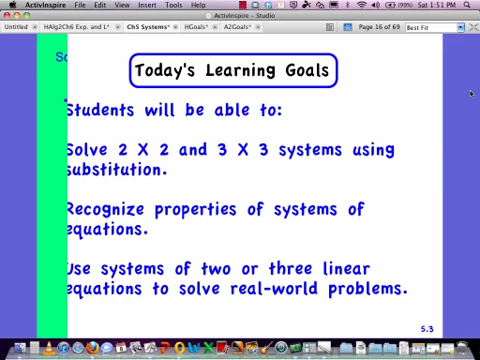 ActivInspire File Edit View Insert Tools Help (99%) Sat 1:51 PM
ActivInspire - Studio
Untitled HAlg2Ch6 Exp. and L* Ch5 Systems* HGoals* A2Goals* Page 16 of 69 Best Fit
Today's Learning Goals
Students will be able to:
Solve 2 X 2 and 3 X 3 systems using
substitution.
Recognize properties of systems of
equations.
Use systems of two or three linear
equations to solve real-world problems.
5.3